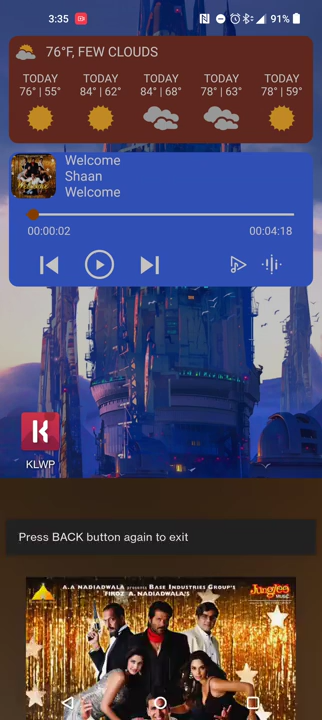 3:35
91%
76°F, FEW CLOUDS
TODAY TODAY TODAY TODAY TODAY
76° | 55° 84° | 62° 84° | 68° 78° | 63° 78° | 59°
Welcome
Shaan
Welcome
00:00:02 00:04:18
KLWP
Press BACK button again to exit
A. A NADIADWALA PRESENTS BASE INDUSTRIES GROUP'S
FIROZ A. NADIADWALA'S
Junglee
MUSIC